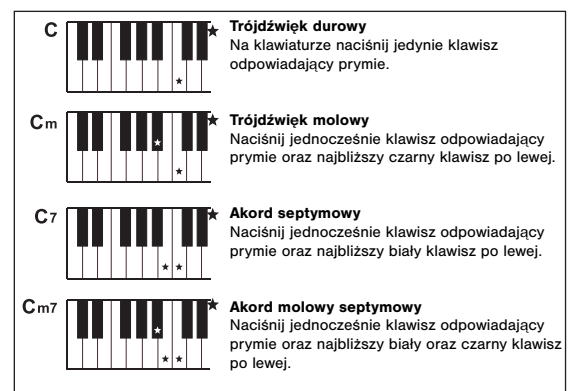 C
★ Trójdźwięk durowy
Na klawiaturze naciśnij jedynie klawisz
odpowiadający prymie.
Cm
★ Trójdźwięk molowy
Naciśnij jednocześnie klawisz odpowiadający
prymie oraz najbliższy czarny klawisz po lewej.
C7
★ Akord septymowy
Naciśnij jednocześnie klawisz odpowiadający
prymie oraz najbliższy biały klawisz po lewej.
Cm7
★ Akord molowy septymowy
Naciśnij jednocześnie klawisz odpowiadający
prymie oraz najbliższy biały oraz czarny klawisz
po lewej.